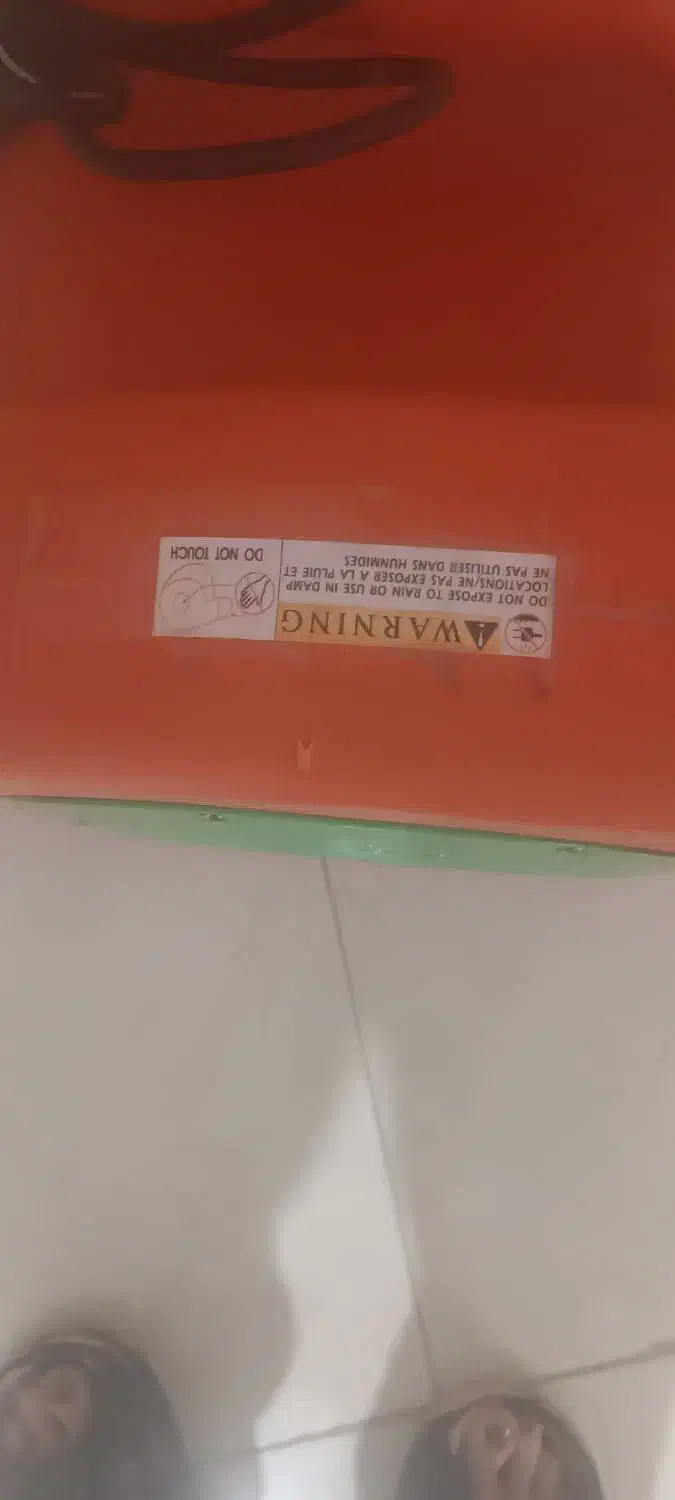 WARNING
DO NOT EXPOSE TO RAIN OR USE IN DAMP
LOCATIONS/NE PAS EXPOSER A LA PLUIE ET
NE PAS UTILISER DANS HUNMIDES
DO NOT TOUCH